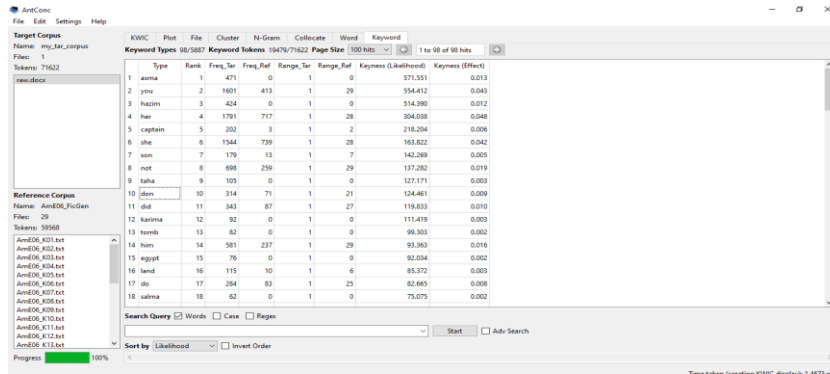 AntConc
File Edit Settings Help
Target Corpus
Name: my_tar_corpus
Files: 1
Tokens: 71622
raw.docx
Reference Corpus
Name: AmE06_FicGen
Files: 29
Tokens: 59568
AmE06_K01.txt
AmE06_K02.txt
AmE06_K03.txt
AmE06_K04.txt
AmE06_K05.txt
AmE06_K06.txt
AmE06_K07.txt
AmE06_K08.txt
AmE06_K09.txt
AmE06_K10.txt
AmE06_K11.txt
AmE06_K12.txt
AmE06_K13.txt
Progress 100%
KWIC Plot File Cluster N-Gram Collocate Word Keyword
Keyword Types 98/5887 Keyword Tokens 19479/71622 Page Size 100 hits 1 to 98 of 98 hits
Type Rank Freq_Tar Freq_Ref Range_Tar Range_Ref Keyness (Likelihood) Keyness (Effect)
1 asma 1 471 0 1 0 571.551 0.013
2 you 2 1601 413 1 29 554.412 0.043
3 hazim 3 424 0 1 0 514.390 0.012
4 her 4 1791 717 1 28 304.038 0.048
5 captain 5 202 3 1 2 218.204 0.006
6 she 6 1544 739 1 28 163.822 0.042
7 son 7 179 13 1 7 142.269 0.005
8 not 8 698 259 1 29 137.282 0.019
9 taha 9 105 0 1 0 127.171 0.003
10 don 10 314 71 1 21 124.461 0.009
11 did 11 343 87 1 27 119.833 0.010
12 karima 12 92 0 1 0 111.419 0.003
13 tomb 13 82 0 1 0 99.303 0.002
14 him 14 581 237 1 29 93.363 0.016
15 egypt 15 76 0 1 0 92.034 0.002
16 land 16 115 10 1 6 85.372 0.003
17 do 17 284 83 1 25 82.665 0.008
18 salma 18 62 0 1 0 75.075 0.002
Search Query Words Case Regex
Start Adv Search
Sort by Likelihood Invert Order
Time taken (creating KWIC display): 1.4673